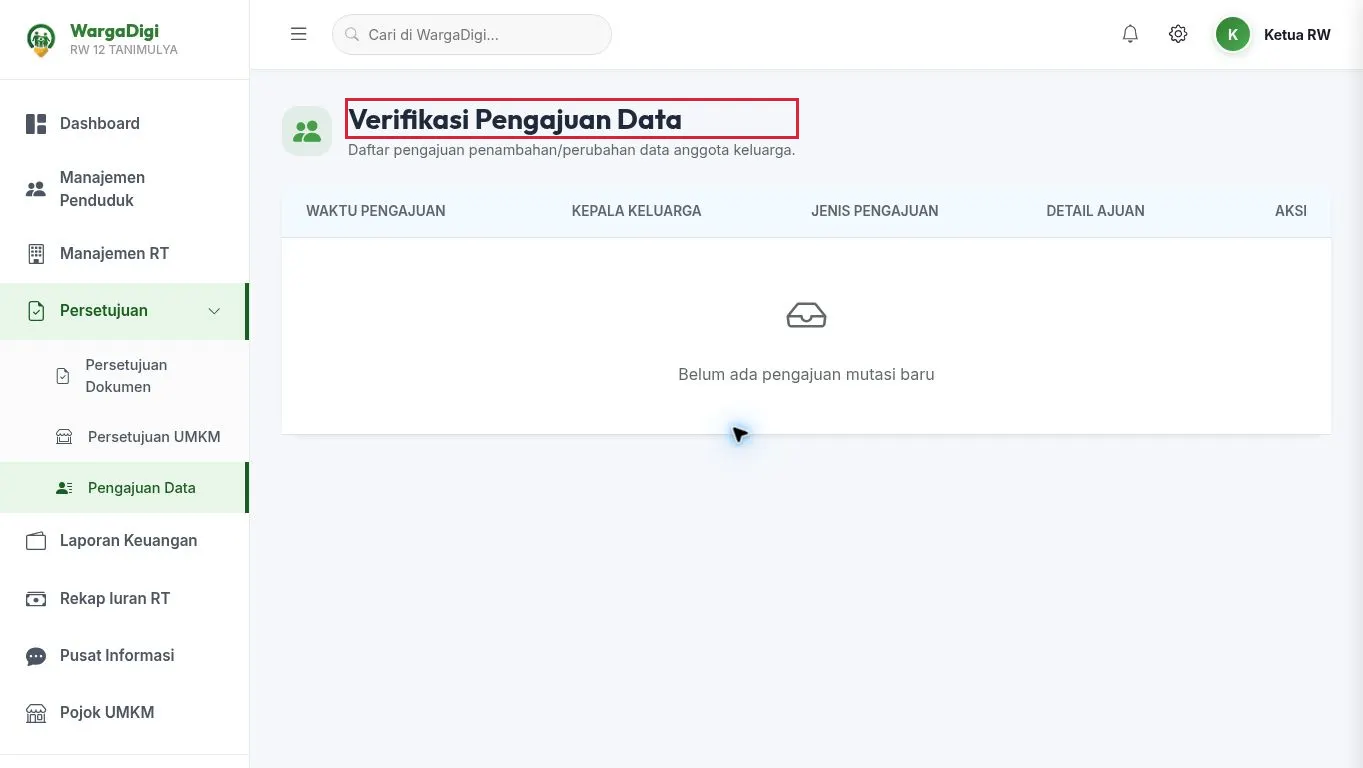 WargaDigi
RW 12 TANIMULYA
Cari di WargaDigi...
K
Ketua RW
Dashboard
Manajemen
Penduduk
Manajemen RT
Persetujuan
Persetujuan
Dokumen
Persetujuan UMKM
Pengajuan Data
Laporan Keuangan
Rekap Iuran RT
Pusat Informasi
Pojok UMKM
Verifikasi Pengajuan Data
Daftar pengajuan penambahan/perubahan data anggota keluarga.
WAKTU PENGAJUAN KEPALA KELUARGA JENIS PENGAJUAN DETAIL AJUAN AKSI
Belum ada pengajuan mutasi baru